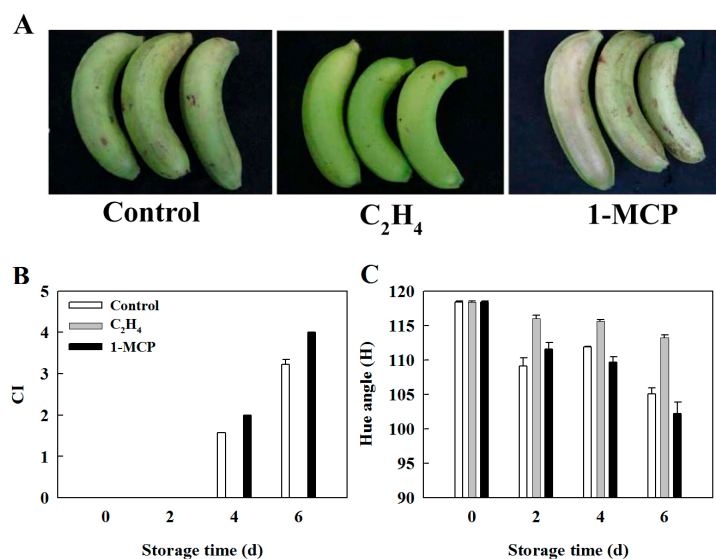 A
Control
C₂H₄
1-MCP
B
5
4
3
2
1
0
CI
Control
C₂H₄
1-MCP
0 2 4 6
Storage time (d)
C
120
115
110
105
100
95
90
Hue angle (H)
0 2 4 6
Storage time (d)